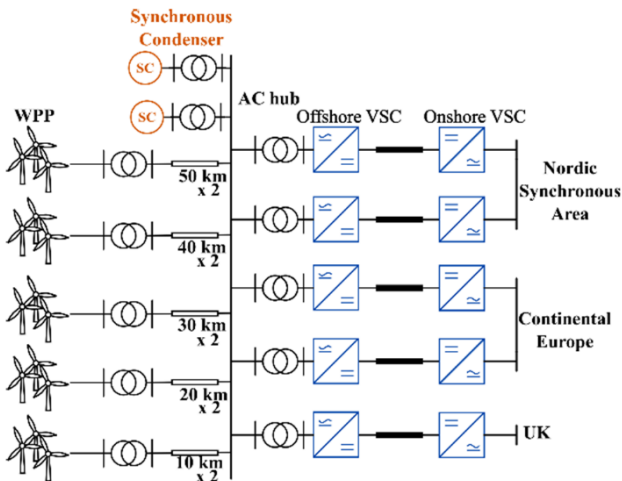 Synchronous
Condenser
SC
SC
AC hub
WPP
Offshore VSC
Onshore VSC
50 km
x 2
Nordic
Synchronous
Area
40 km
x 2
30 km
x 2
Continental
Europe
20 km
x 2
10 km
x 2
UK